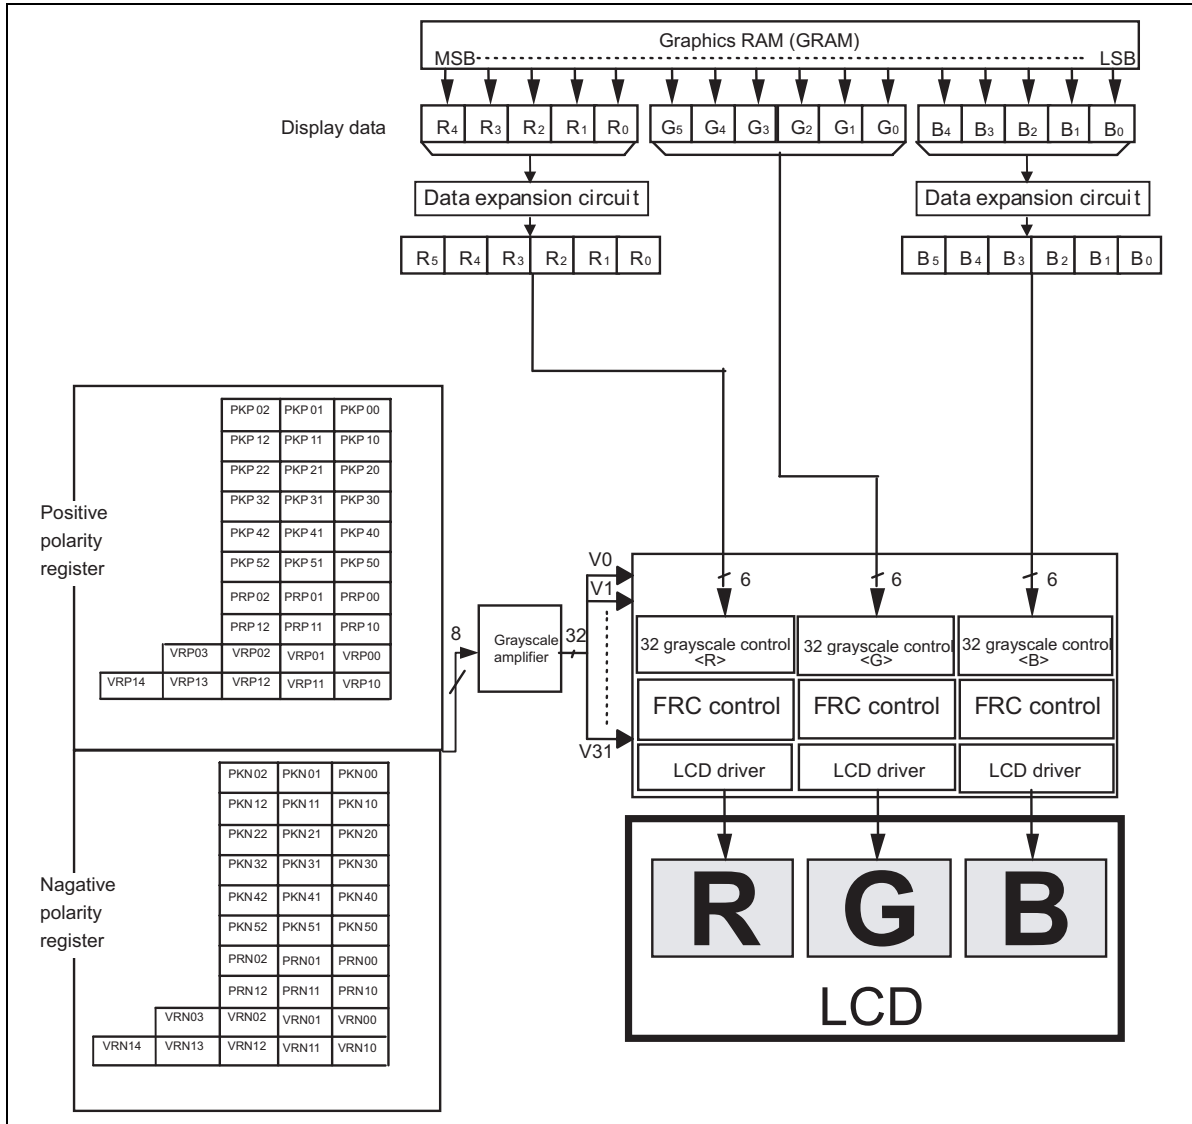 Graphics RAM (GRAM)
MSB LSB
Display data
R4 R3 R2 R1 R0 G5 G4 G3 G2 G1 G0 B4 B3 B2 B1 B0
Data expansion circuit Data expansion circuit
R5 R4 R3 R2 R1 R0 B5 B4 B3 B2 B1 B0
Positive
polarity
register
PKP02 PKP01 PKP00
PKP12 PKP11 PKP10
PKP22 PKP21 PKP20
PKP32 PKP31 PKP30
PKP42 PKP41 PKP40
PKP52 PKP51 PKP50
PRP02 PRP01 PRP00
PRP12 PRP11 PRP10
VRP03 VRP02 VRP01 VRP00
VRP14 VRP13 VRP12 VRP11 VRP10
Nagative
polarity
register
PKN02 PKN01 PKN00
PKN12 PKN11 PKN10
PKN22 PKN21 PKN20
PKN32 PKN31 PKN30
PKN42 PKN41 PKN40
PKN52 PKN51 PKN50
PRN02 PRN01 PRN00
PRN12 PRN11 PRN10
VRN03 VRN02 VRN01 VRN00
VRN14 VRN13 VRN12 VRN11 VRN10
8
Grayscale
amplifier
32
V0
V1
V31
6 6 6
32 grayscale control
<R>
32 grayscale control
<G>
32 grayscale control
<B>
FRC control FRC control FRC control
LCD driver LCD driver LCD driver
R G B
LCD